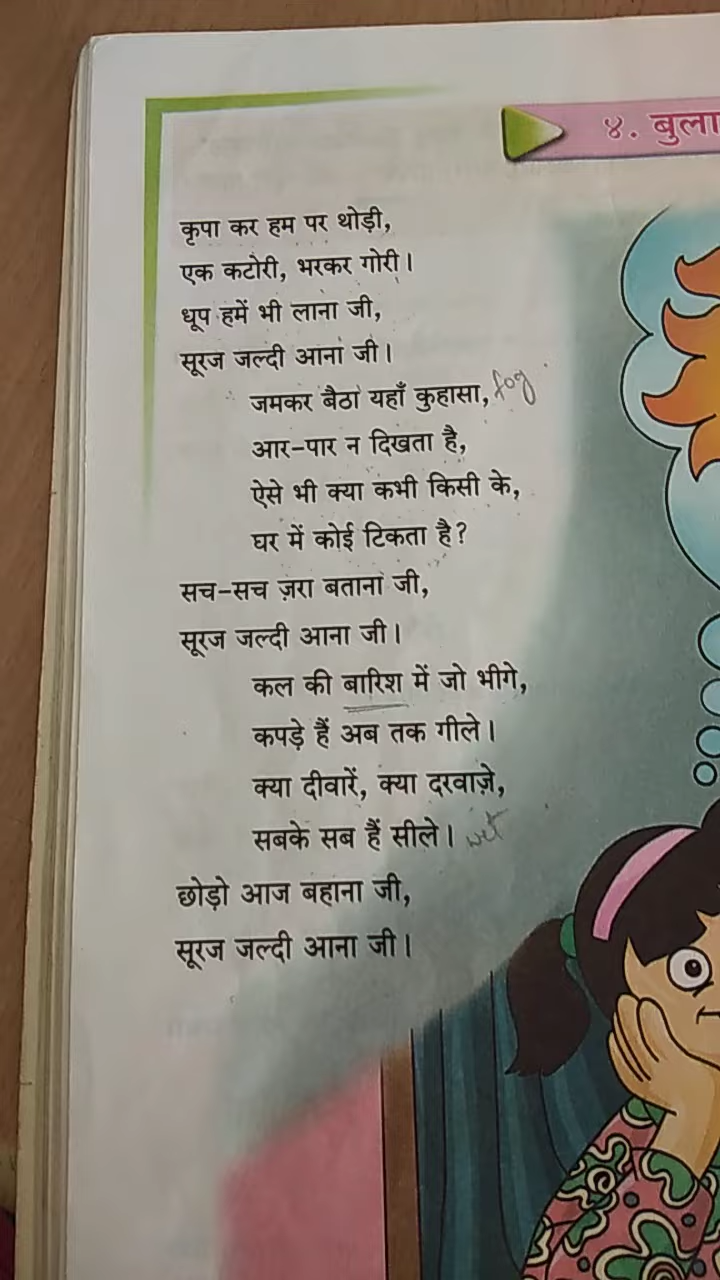 ४. बुला
कृपा कर हम पर थोड़ी,
एक कटोरी, भरकर गोरी।
धूप हमें भी लाना जी,
सूरज जल्दी आना जी।
जमकर बैठा यहाँ कुहासा, fog
आर-पार न दिखता है,
ऐसे भी क्या कभी किसी के,
घर में कोई टिकता है?
सच-सच ज़रा बताना जी,
सूरज जल्दी आना जी।
कल की बारिश में जो भीगे,
कपड़े हैं अब तक गीले।
क्या दीवारें, क्या दरवाज़े,
सबके सब हैं सीले। wet
छोड़ो आज बहाना जी,
सूरज जल्दी आना जी।